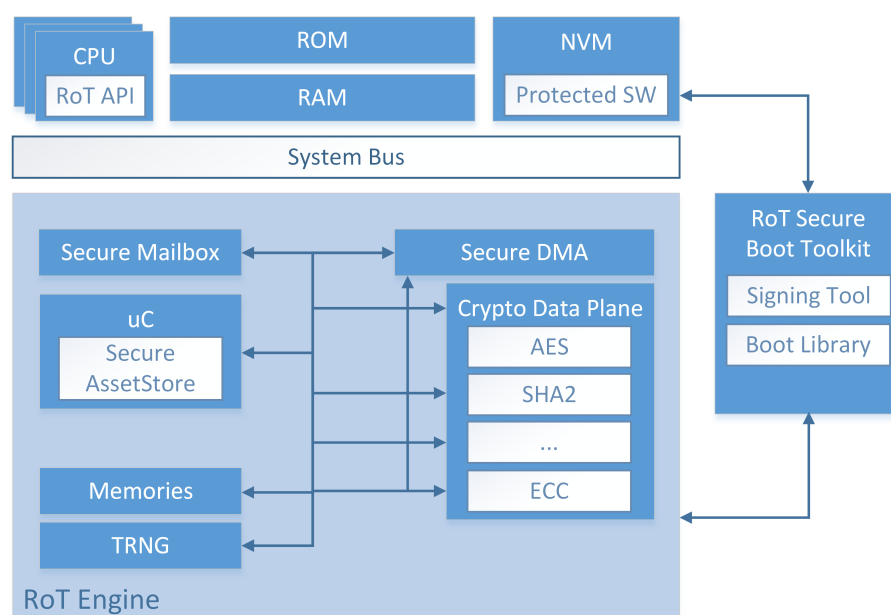 CPU
RoT API
ROM
RAM
NVM
Protected SW
System Bus
RoT Secure
Boot Toolkit
Signing Tool
Boot Library
Secure Mailbox
Secure DMA
uC
Secure
AssetStore
Crypto Data Plane
AES
SHA2
...
ECC
Memories
TRNG
RoT Engine